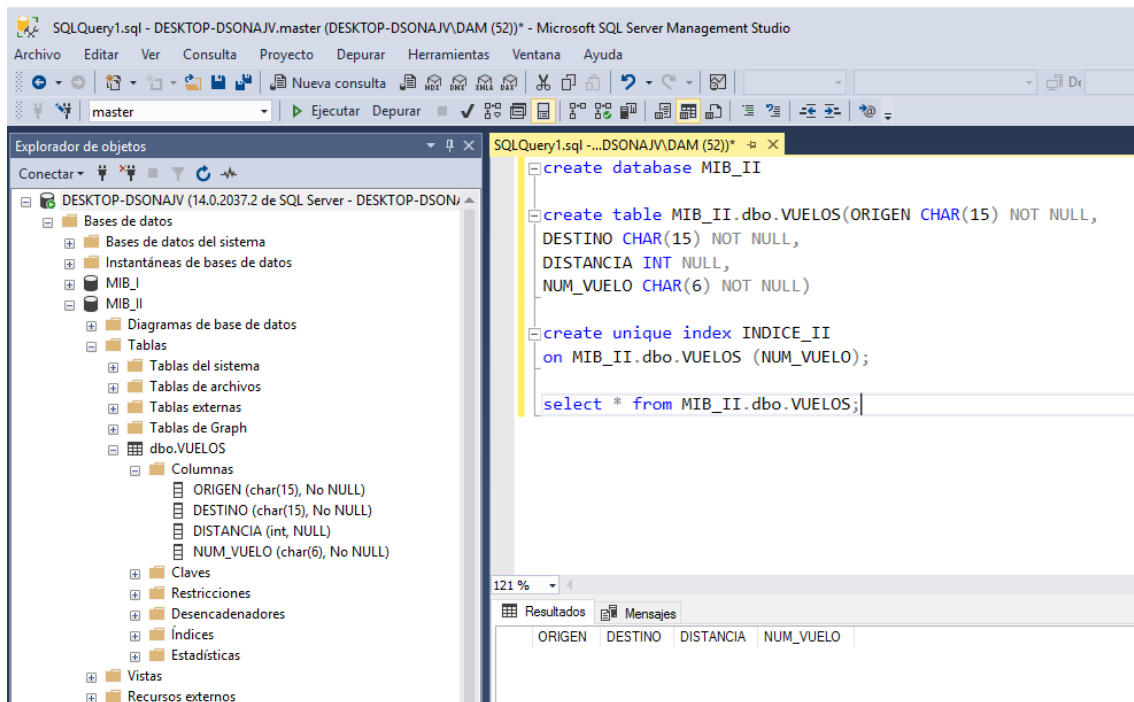 SQLQuery1.sql - DESKTOP-DSONAJV.master (DESKTOP-DSONAJV\DAM (52))* - Microsoft SQL Server Management Studio
Archivo Editar Ver Consulta Proyecto Depurar Herramientas Ventana Ayuda
Nueva consulta MDX DMX XMLA DAX
master Ejecutar Depurar
Explorador de objetos
Conectar
DESKTOP-DSONAJV (14.0.2037.2 de SQL Server - DESKTOP-DSON
Bases de datos
Bases de datos del sistema
Instantáneas de bases de datos
MIB_I
MIB_II
Diagramas de base de datos
Tablas
Tablas del sistema
Tablas de archivos
Tablas externas
Tablas de Graph
dbo.VUELOS
Columnas
ORIGEN (char(15), No NULL)
DESTINO (char(15), No NULL)
DISTANCIA (int, NULL)
NUM_VUELO (char(6), No NULL)
Claves
Restricciones
Desencadenadores
Índices
Estadísticas
Vistas
Recursos externos
SQLQuery1.sql -...DSONAJV\DAM (52))*
create database MIB_II
create table MIB_II.dbo.VUELOS(ORIGEN CHAR(15) NOT NULL,
DESTINO CHAR(15) NOT NULL,
DISTANCIA INT NULL,
NUM_VUELO CHAR(6) NOT NULL)
create unique index INDICE_II
on MIB_II.dbo.VUELOS (NUM_VUELO);
select * from MIB_II.dbo.VUELOS;
121 %
Resultados Mensajes
ORIGEN DESTINO DISTANCIA NUM_VUELO